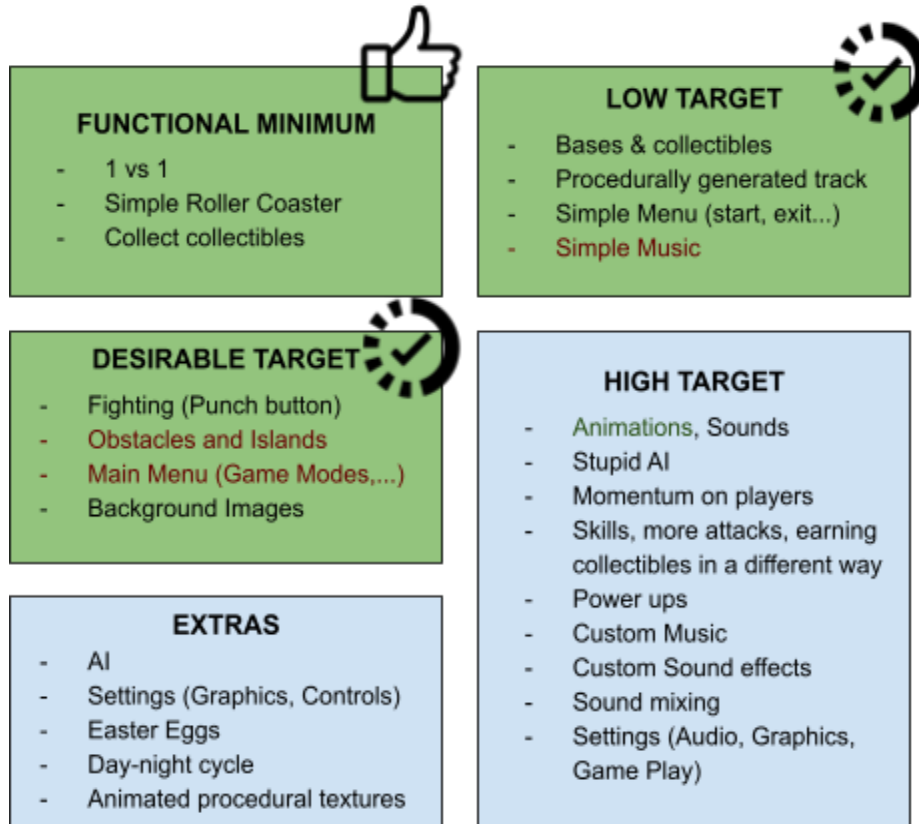 FUNCTIONAL MINIMUM
- 1 vs 1
- Simple Roller Coaster
- Collect collectibles
LOW TARGET
- Bases & collectibles
- Procedurally generated track
- Simple Menu (start, exit...)
- Simple Music
DESIRABLE TARGET
- Fighting (Punch button)
- Obstacles and Islands
- Main Menu (Game Modes,...)
- Background Images
HIGH TARGET
- Animations, Sounds
- Stupid AI
- Momentum on players
- Skills, more attacks, earning
collectibles in a different way
- Power ups
- Custom Music
- Custom Sound effects
- Sound mixing
- Settings (Audio, Graphics,
Game Play)
EXTRAS
- AI
- Settings (Graphics, Controls)
- Easter Eggs
- Day-night cycle
- Animated procedural textures